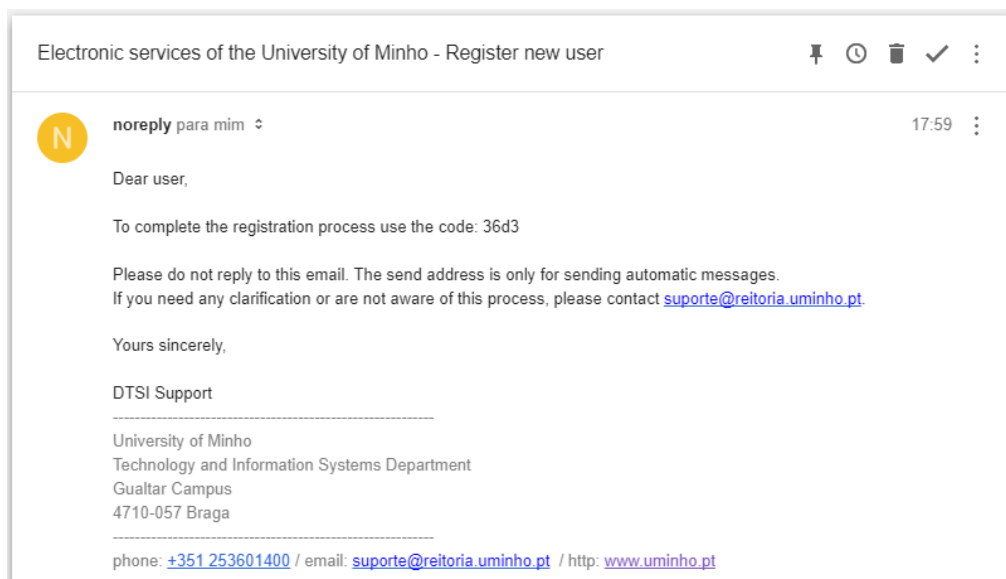 Electronic services of the University of Minho - Register new user
N
noreply para mim
17:59
Dear user,
To complete the registration process use the code: 36d3
Please do not reply to this email. The send address is only for sending automatic messages.
If you need any clarification or are not aware of this process, please contact suporte@reitoria.uminho.pt.
Yours sincerely,
DTSI Support
------------------------------------------------------------
University of Minho
Technology and Information Systems Department
Gualtar Campus
4710-057 Braga
------------------------------------------------------------
phone: +351 253601400 / email: suporte@reitoria.uminho.pt / http: www.uminho.pt